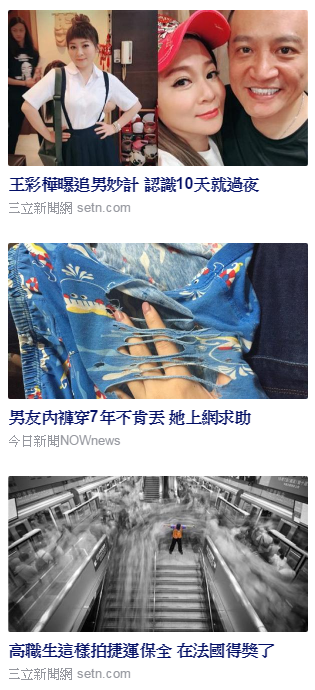 王彩樺曝追男妙計 認識10天就過夜
三立新聞網 setn.com
男友內褲穿7年不肯丟 她上網求助
今日新聞NOWnews
高職生這樣拍捷運保全 在法國得獎了
三立新聞網 setn.com